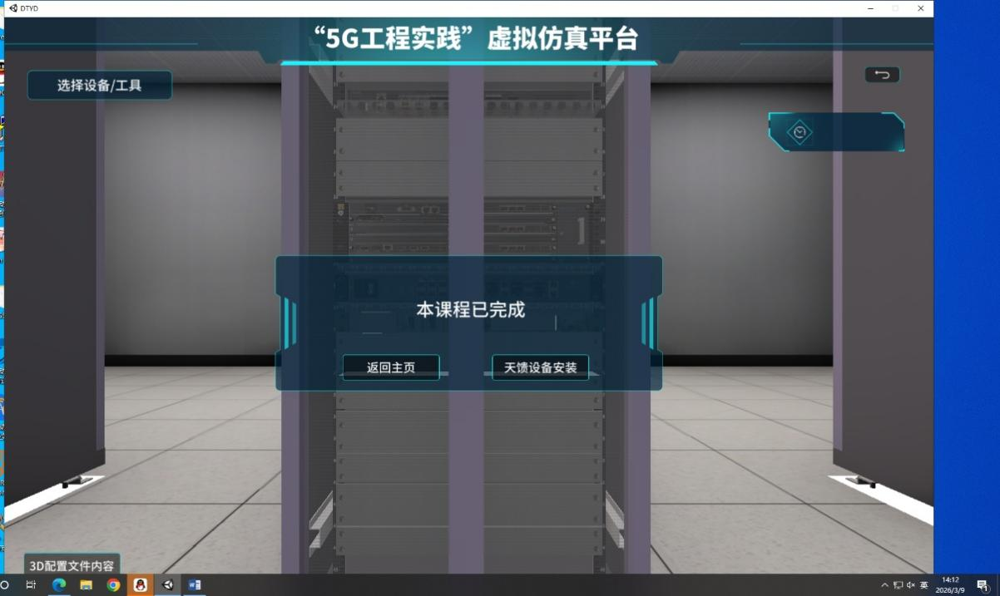 DTYD
“5G工程实践”虚拟仿真平台
选择设备/工具
本课程已完成
返回主页
天馈设备安装
3D配置文件内容
英
14:12
2026/3/9